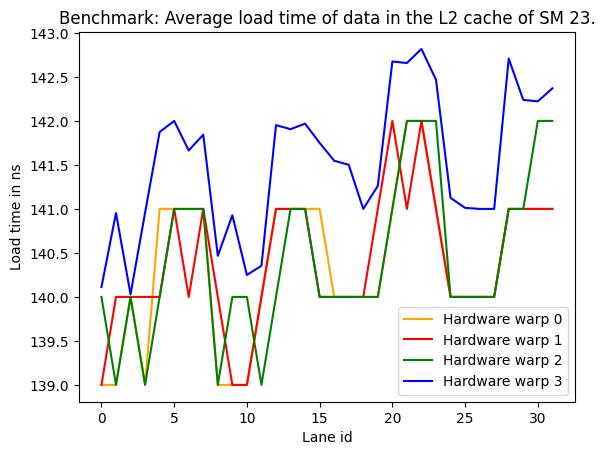 Benchmark: Average load time of data in the L2 cache of SM 23.
143.0
142.5
142.0
141.5
141.0
140.5
140.0
139.5
139.0
Load time in ns
0 5 10 15 20 25 30
Lane id
Hardware warp 0
Hardware warp 1
Hardware warp 2
Hardware warp 3